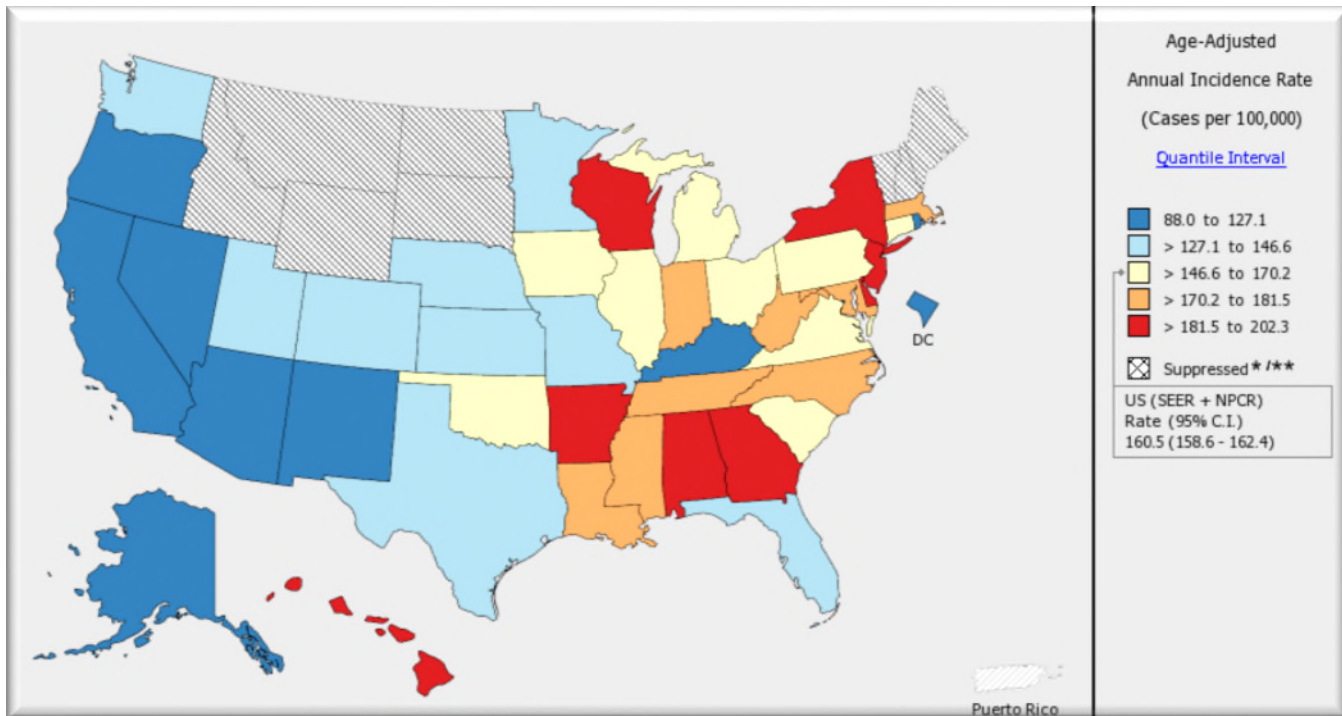 Age-Adjusted
Annual Incidence Rate
(Cases per 100,000)
Quantile Interval
88.0 to 127.1
> 127.1 to 146.6
> 146.6 to 170.2
> 170.2 to 181.5
> 181.5 to 202.3
Suppressed * /**
US (SEER + NPCR)
Rate (95% C.I.)
160.5 (158.6 - 162.4)
DC
Puerto Rico